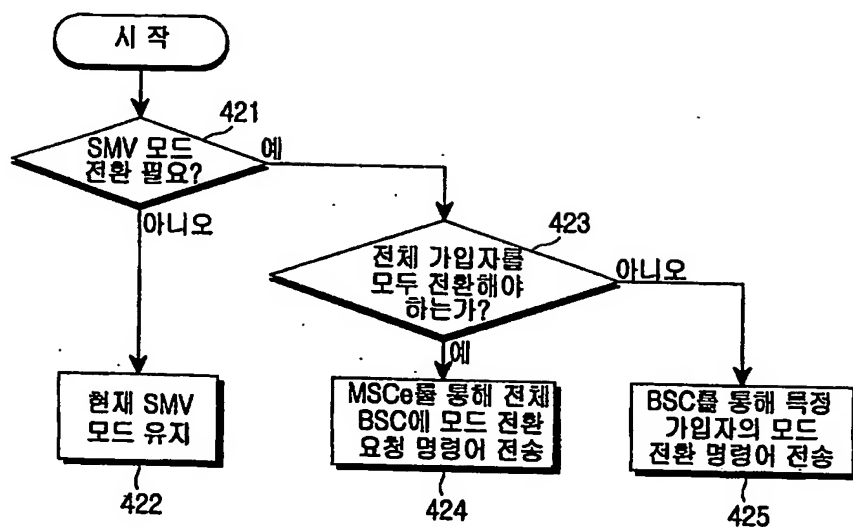 시 작
421
SMV 모드
전환 필요?
예
아니오
423
전체 가입자를
모두 전환해야
하는가?
아니오
예
현재 SMV
모드 유지
422
MSCe를 통해 전체
BSC에 모드 전환
요청 명령어 전송
424
BSC를 통해 특정
가입자의 모드
전환 명령어 전송
425